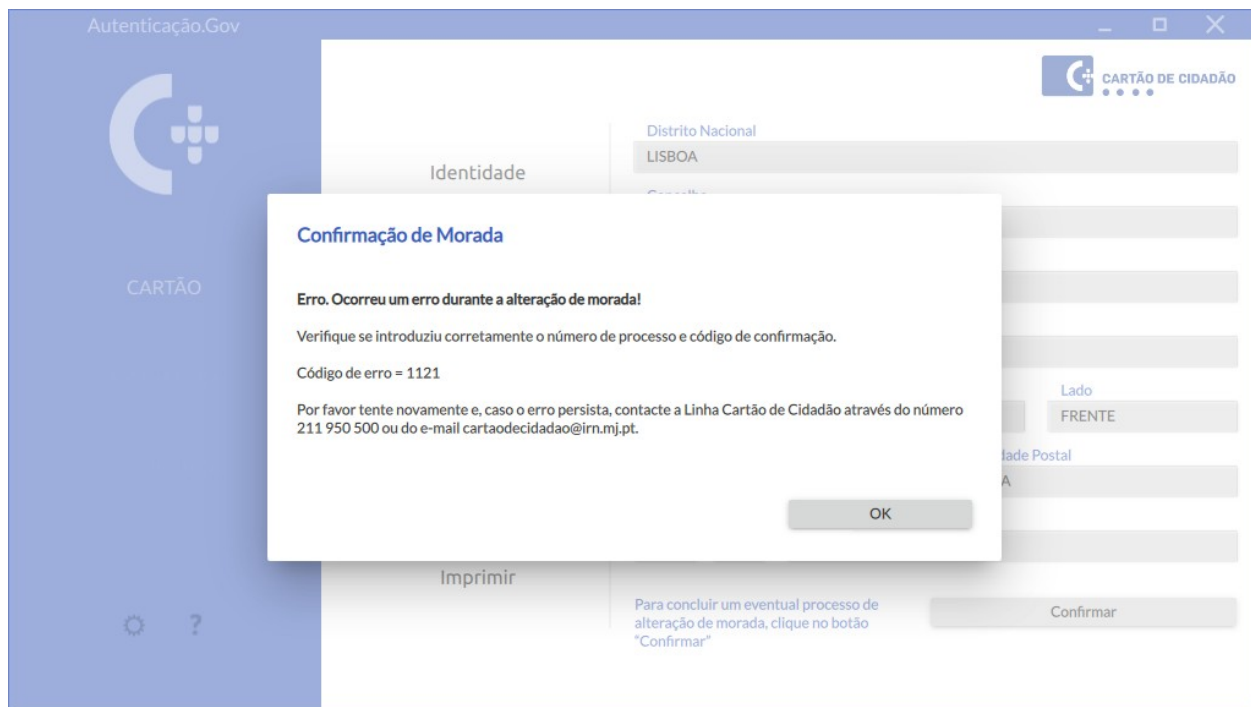 Autenticação.Gov
CARTÃO DE CIDADÃO
Distrito Nacional
LISBOA
Identidade
Confirmação de Morada
CARTÃO
Erro. Ocorreu um erro durante a alteração de morada!
Verifique se introduziu corretamente o número de processo e código de confirmação.
Código de erro = 1121
Por favor tente novamente e, caso o erro persista, contacte a Linha Cartão de Cidadão através do número
211 950 500 ou do e-mail cartaodecidadao@irn.mj.pt.
Lado
FRENTE
Postal
OK
Imprimir
Para concluir um eventual processo de
alteração de morada, clique no botão
"Confirmar"
Confirmar
?